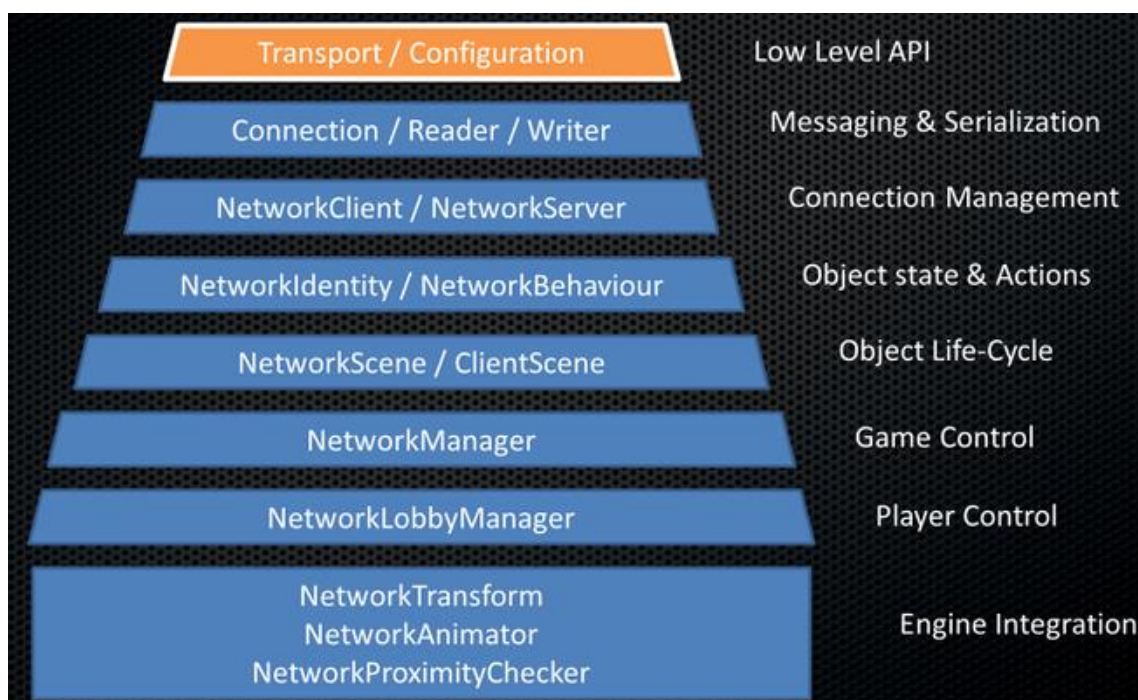 Transport / Configuration
Low Level API
Connection / Reader / Writer
Messaging & Serialization
NetworkClient / NetworkServer
Connection Management
NetworkIdentity / NetworkBehaviour
Object state & Actions
NetworkScene / ClientScene
Object Life-Cycle
NetworkManager
Game Control
NetworkLobbyManager
Player Control
NetworkTransform
NetworkAnimator
NetworkProximityChecker
Engine Integration